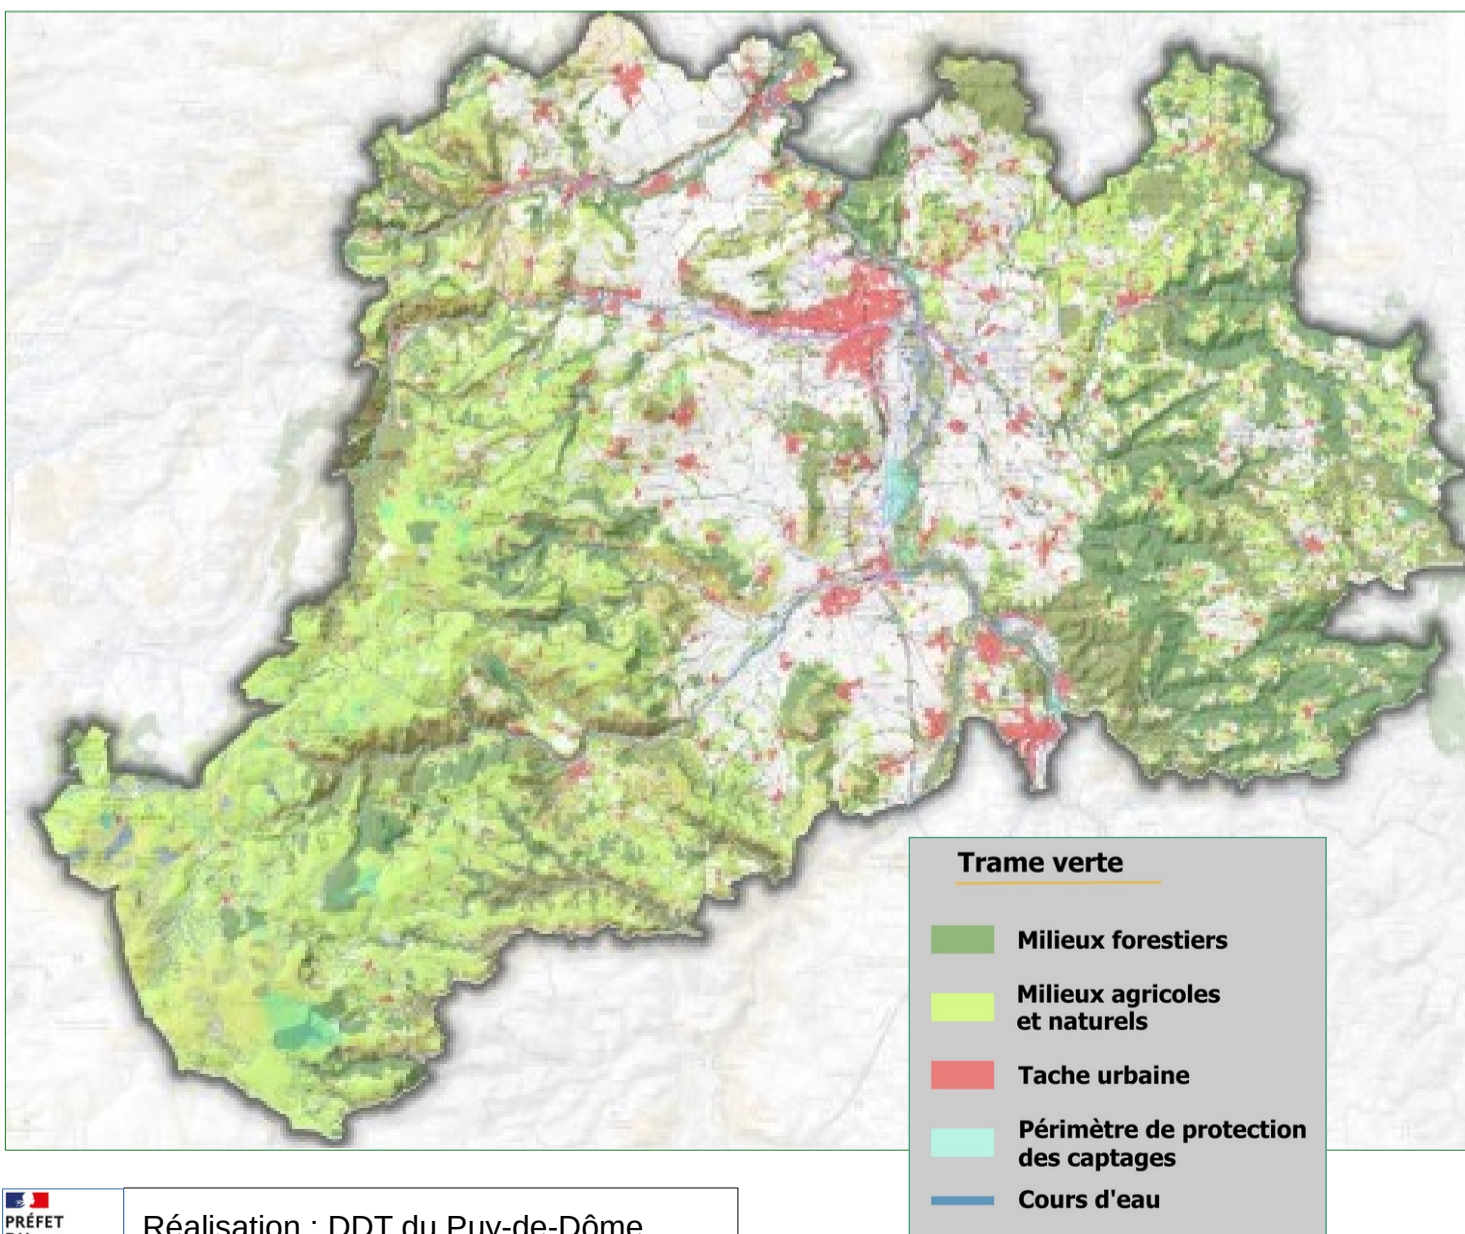 Trame verte
Milieux forestiers
Milieux agricoles
et naturels
Tache urbaine
Périmètre de protection
des captages
Cours d'eau
PRÉFET
Réalisation : DDT du Puy-de-Dôme